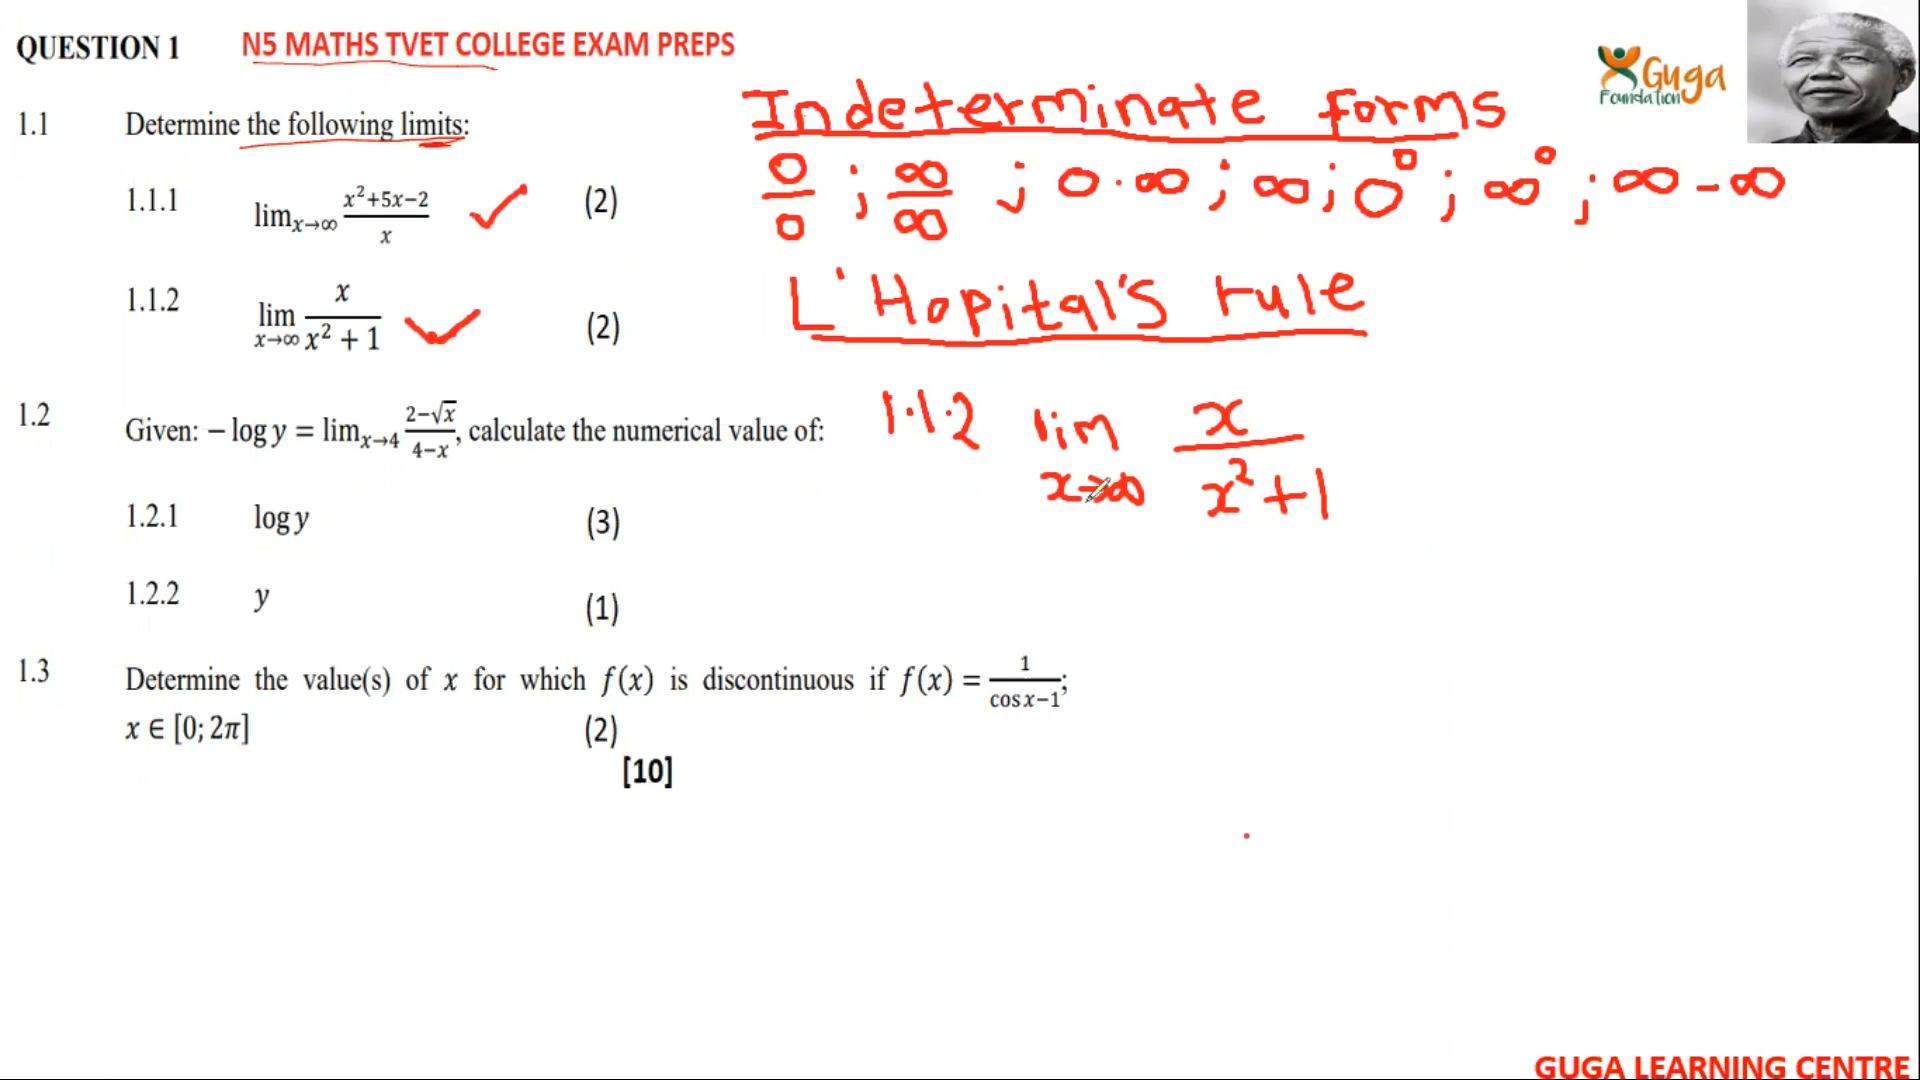 QUESTION 1 N5 MATHS TVET COLLEGE EXAM PREPS
Guga
Foundation
1.1 Determine the following limits:
Indeterminate forms
0/0 ; ∞/∞ ; 0·∞ ; ∞ ; 0⁰ ; ∞⁰ ; ∞ - ∞
1.1.1 lim x→∞ (x²+5x−2)/x (2)
L'Hopital's rule
1.1.2 lim x→∞ x/(x² + 1) (2)
1.1.2 lim x→∞ x/(x²+1)
1.2 Given: − log y = lim x→4 (2−√x)/(4−x), calculate the numerical value of:
1.2.1 log y (3)
1.2.2 y (1)
1.3 Determine the value(s) of x for which f(x) is discontinuous if f(x) = 1/(cos x−1);
x ∈ [0; 2π] (2)
[10]
GUGA LEARNING CENTRE